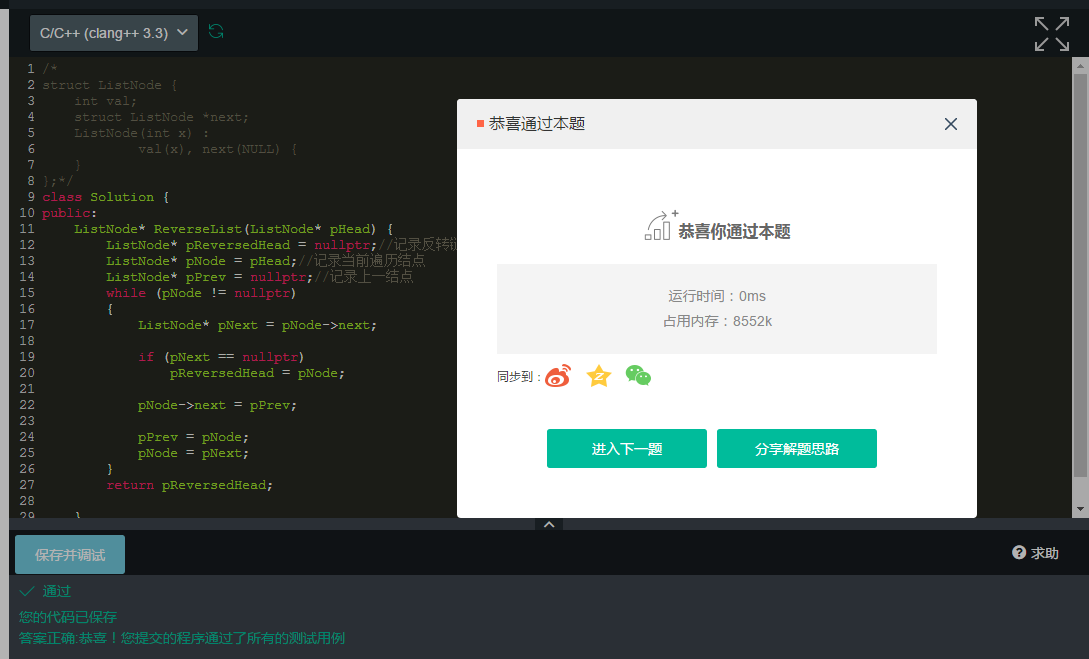 C/C++ (clang++ 3.3)
1 /*
2 struct ListNode {
3 int val;
4 struct ListNode *next;
5 ListNode(int x) :
6 val(x), next(NULL) {
7 }
8 };*/
9 class Solution {
10 public:
11 ListNode* ReverseList(ListNode* pHead) {
12 ListNode* pReversedHead = nullptr;//记录反转
13 ListNode* pNode = pHead;//记录当前遍历结点
14 ListNode* pPrev = nullptr;//记录上一结点
15 while (pNode != nullptr)
16 {
17 ListNode* pNext = pNode->next;
18
19 if (pNext == nullptr)
20 pReversedHead = pNode;
21
22 pNode->next = pPrev;
23
24 pPrev = pNode;
25 pNode = pNext;
26 }
27 return pReversedHead;
28
29 }
恭喜通过本题
恭喜你通过本题
运行时间：0ms
占用内存：8552k
同步到：
进入下一题
分享解题思路
保存并调试
求助
通过
您的代码已保存
答案正确:恭喜！您提交的程序通过了所有的测试用例